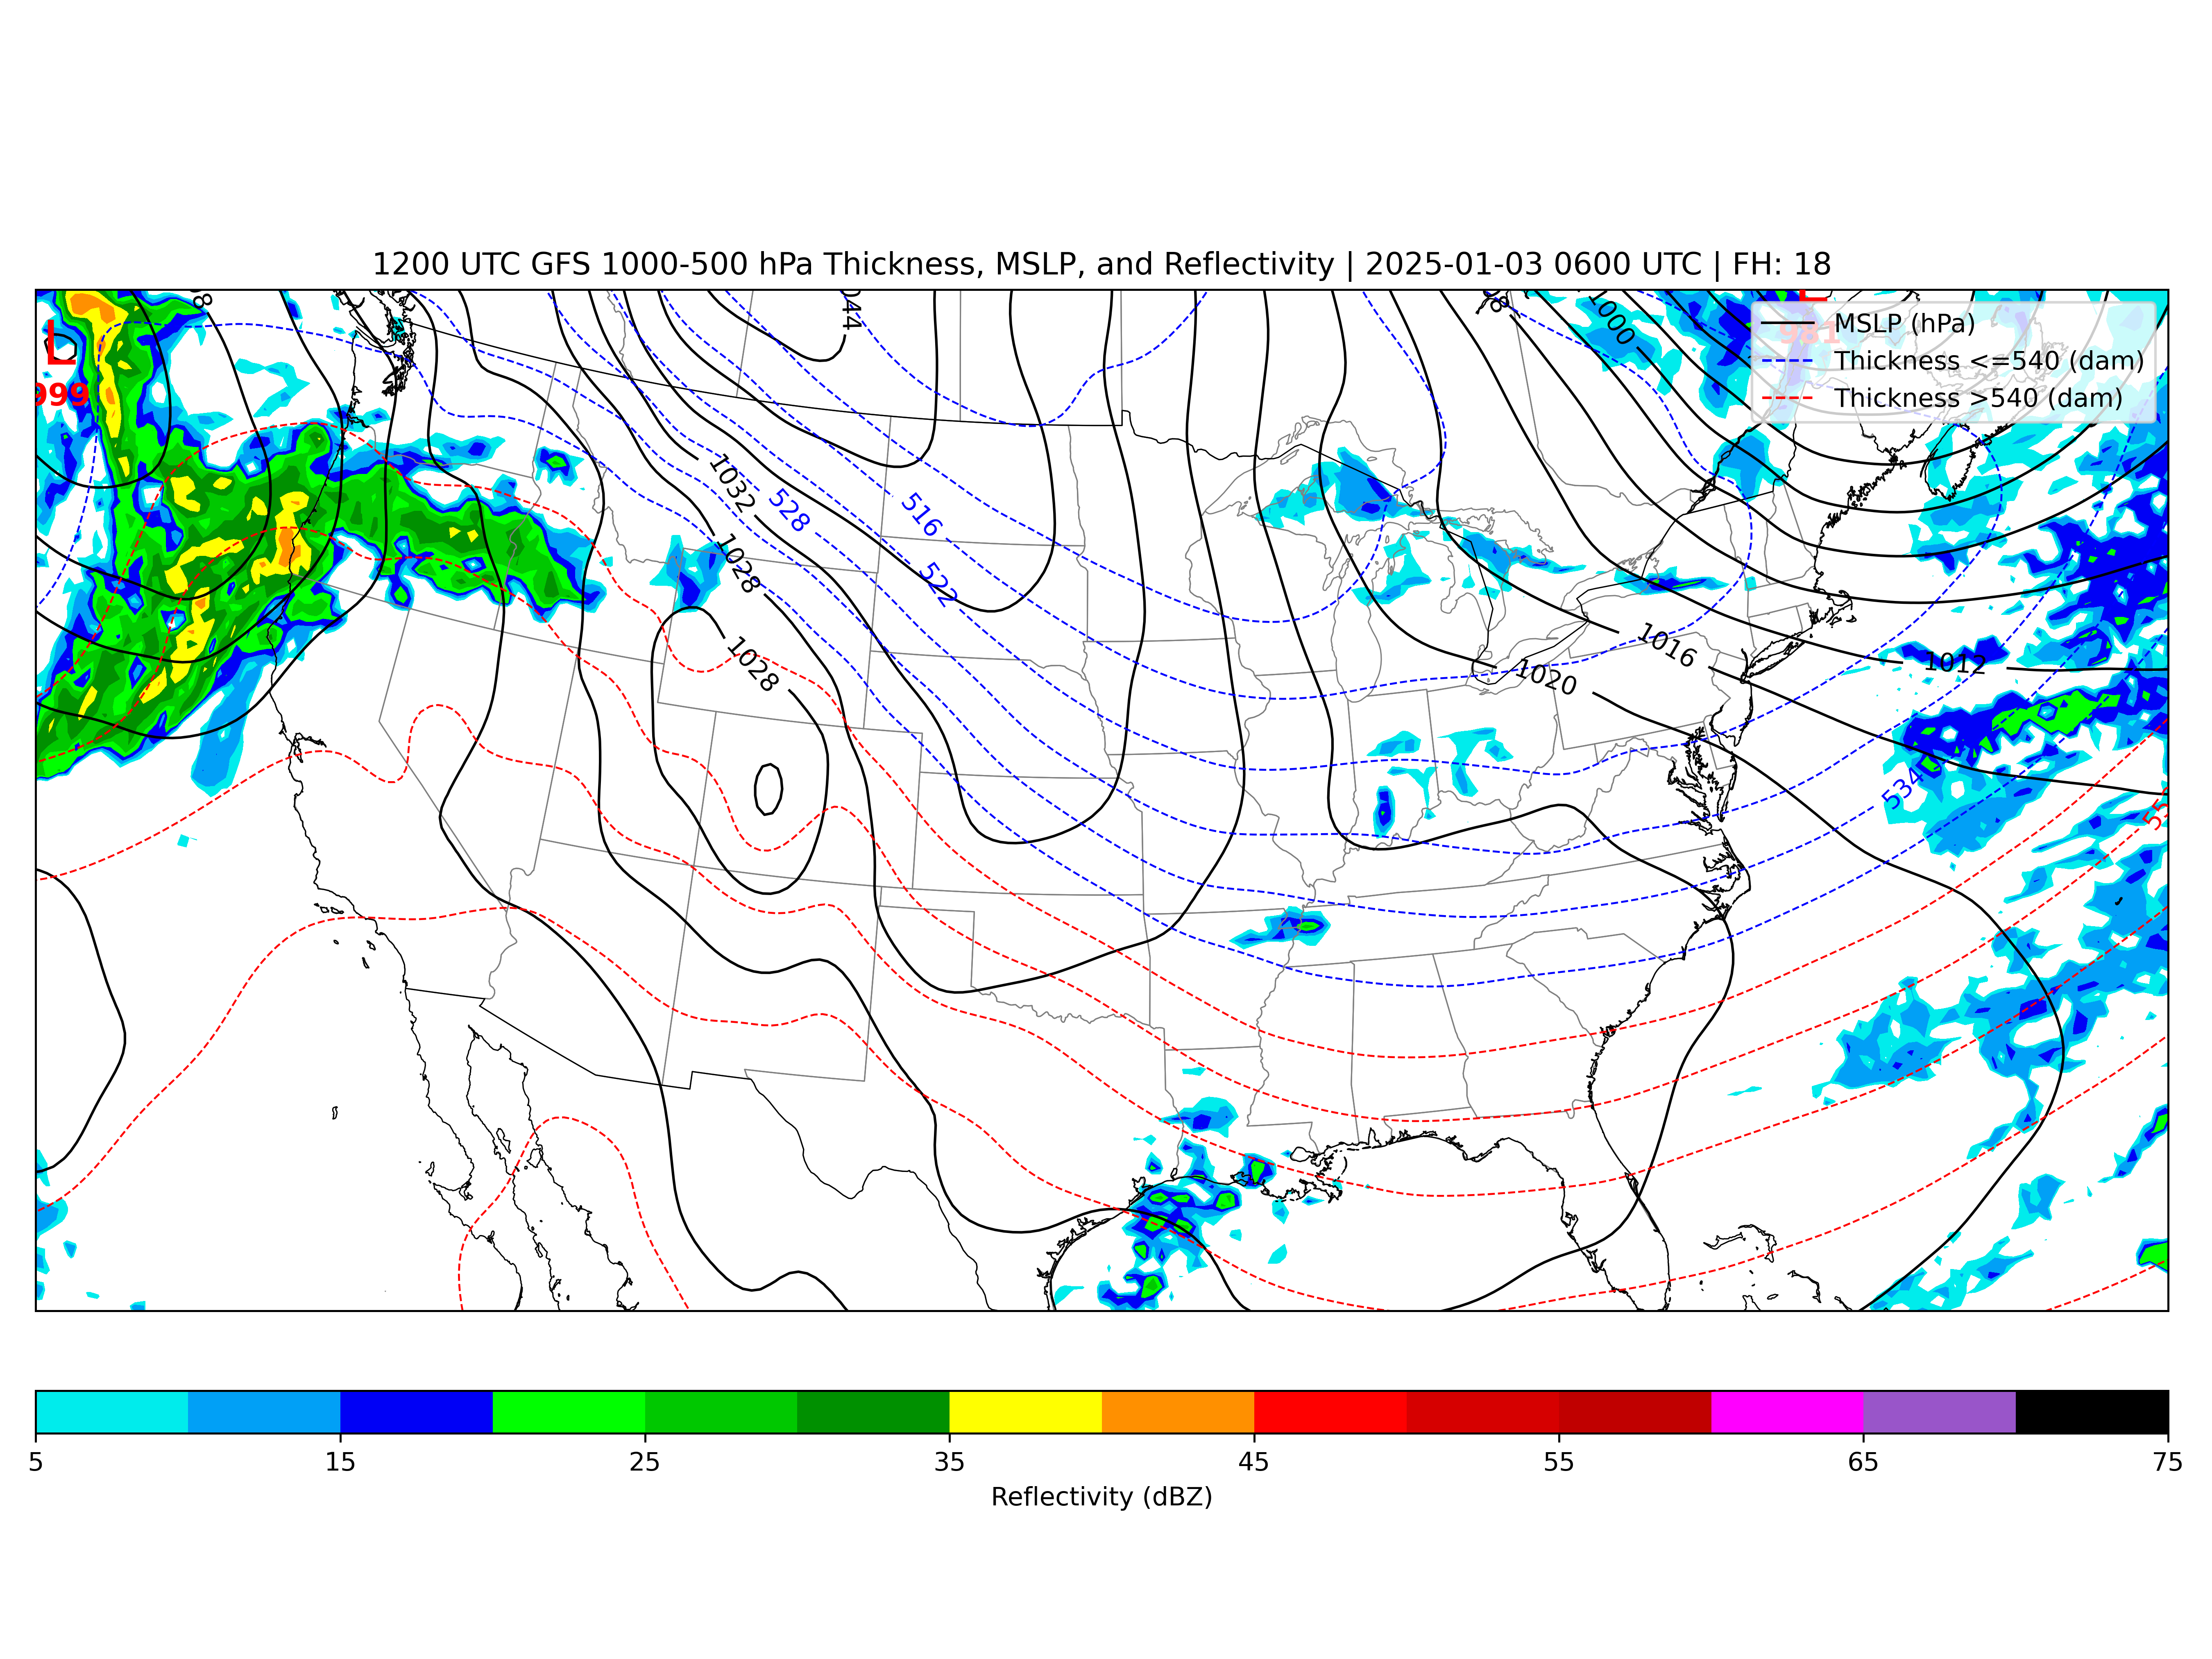 1200 UTC GFS 1000-500 hPa Thickness, MSLP, and Reflectivity | 2025-01-03 0600 UTC | FH: 18
L
999
1000
L
981
MSLP (hPa)
Thickness <=540 (dam)
Thickness >540 (dam)
1032
528
516
1028
522
1028
1016
1020
1012
534
5 15 25 35 45 55 65 75
Reflectivity (dBZ)